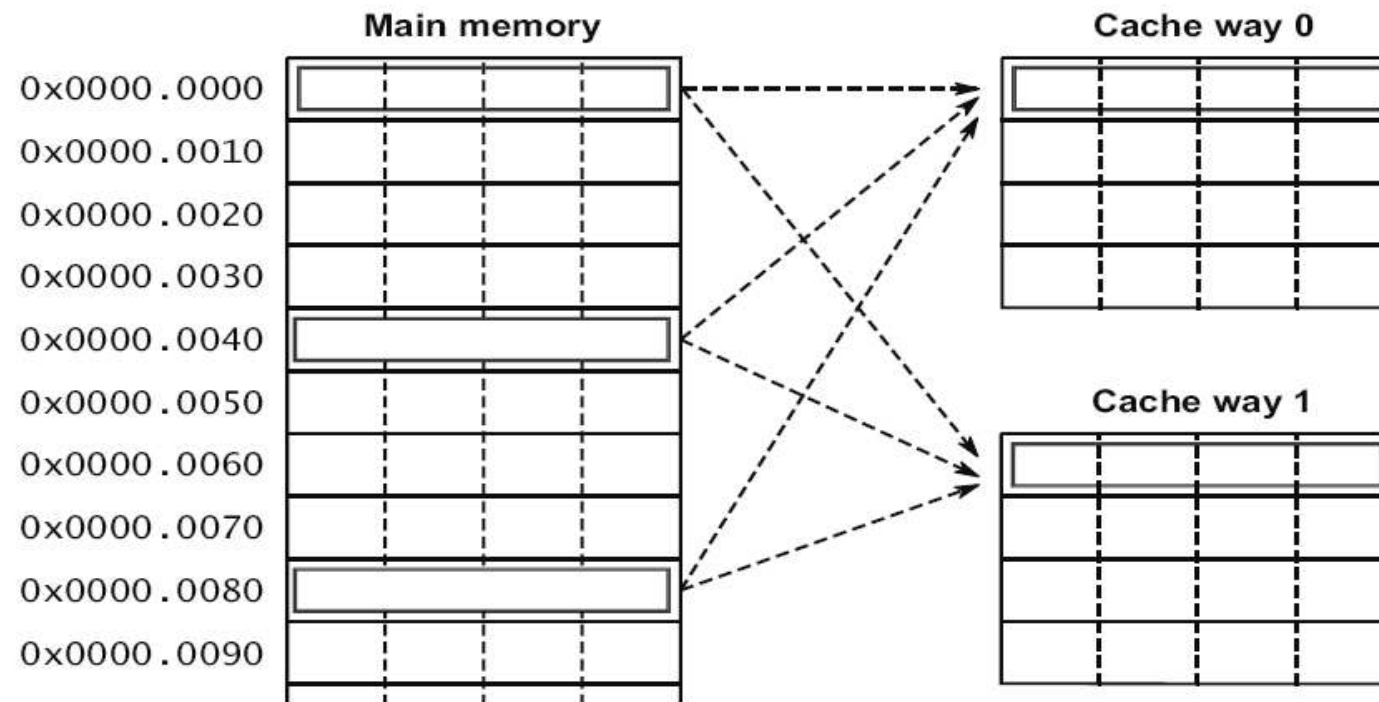 Main memory
Cache way 0
0x0000.0000
0x0000.0010
0x0000.0020
0x0000.0030
0x0000.0040
0x0000.0050
Cache way 1
0x0000.0060
0x0000.0070
0x0000.0080
0x0000.0090